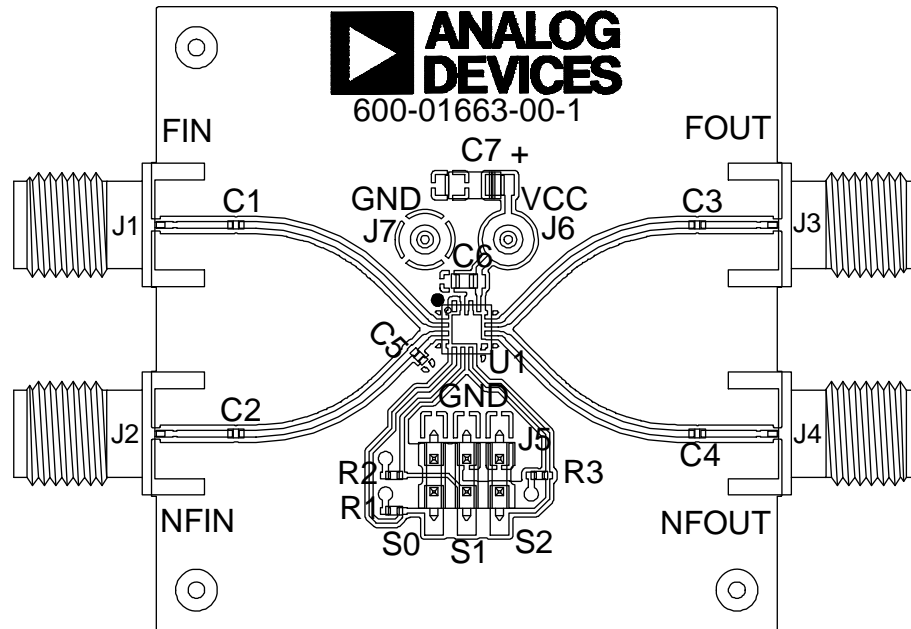 ANALOG
DEVICES
600-01663-00-1
FIN
FOUT
C7 +
C1
GND
VCC
C3
J1
J7
J6
J3
C6
C5
U1
GND
C2
J2
J5
C4
J4
R2
R3
R1
NFIN
NFOUT
S0
S1
S2